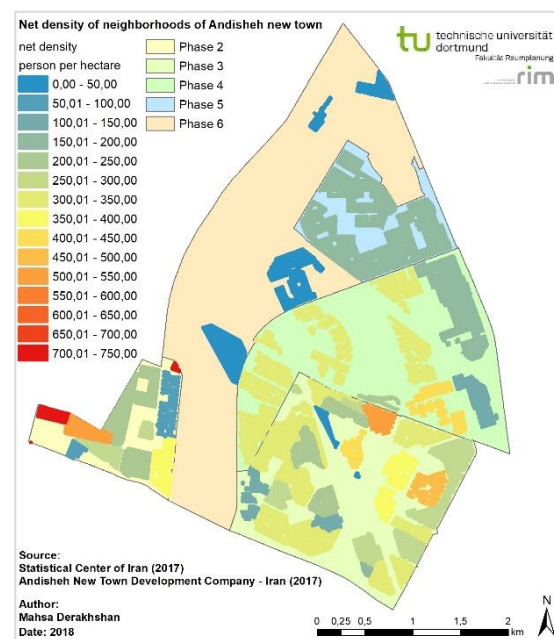 Net density of neighborhoods of Andisheh new town
net density
person per hectare
0,00 - 50,00
50,01 - 100,00
100,01 - 150,00
150,01 - 200,00
200,01 - 250,00
250,01 - 300,00
300,01 - 350,00
350,01 - 400,00
400,01 - 450,00
450,01 - 500,00
500,01 - 550,00
550,01 - 600,00
600,01 - 650,00
650,01 - 700,00
700,01 - 750,00
Phase 2
Phase 3
Phase 4
Phase 5
Phase 6
tu technische universität
dortmund
Fakultät Raumplanung
rim
Source:
Statistical Center of Iran (2017)
Andisheh New Town Development Company - Iran (2017)
Author:
Mahsa Derakhshan
Date: 2018
0 0,25 0,5 1 1,5 2
km
N